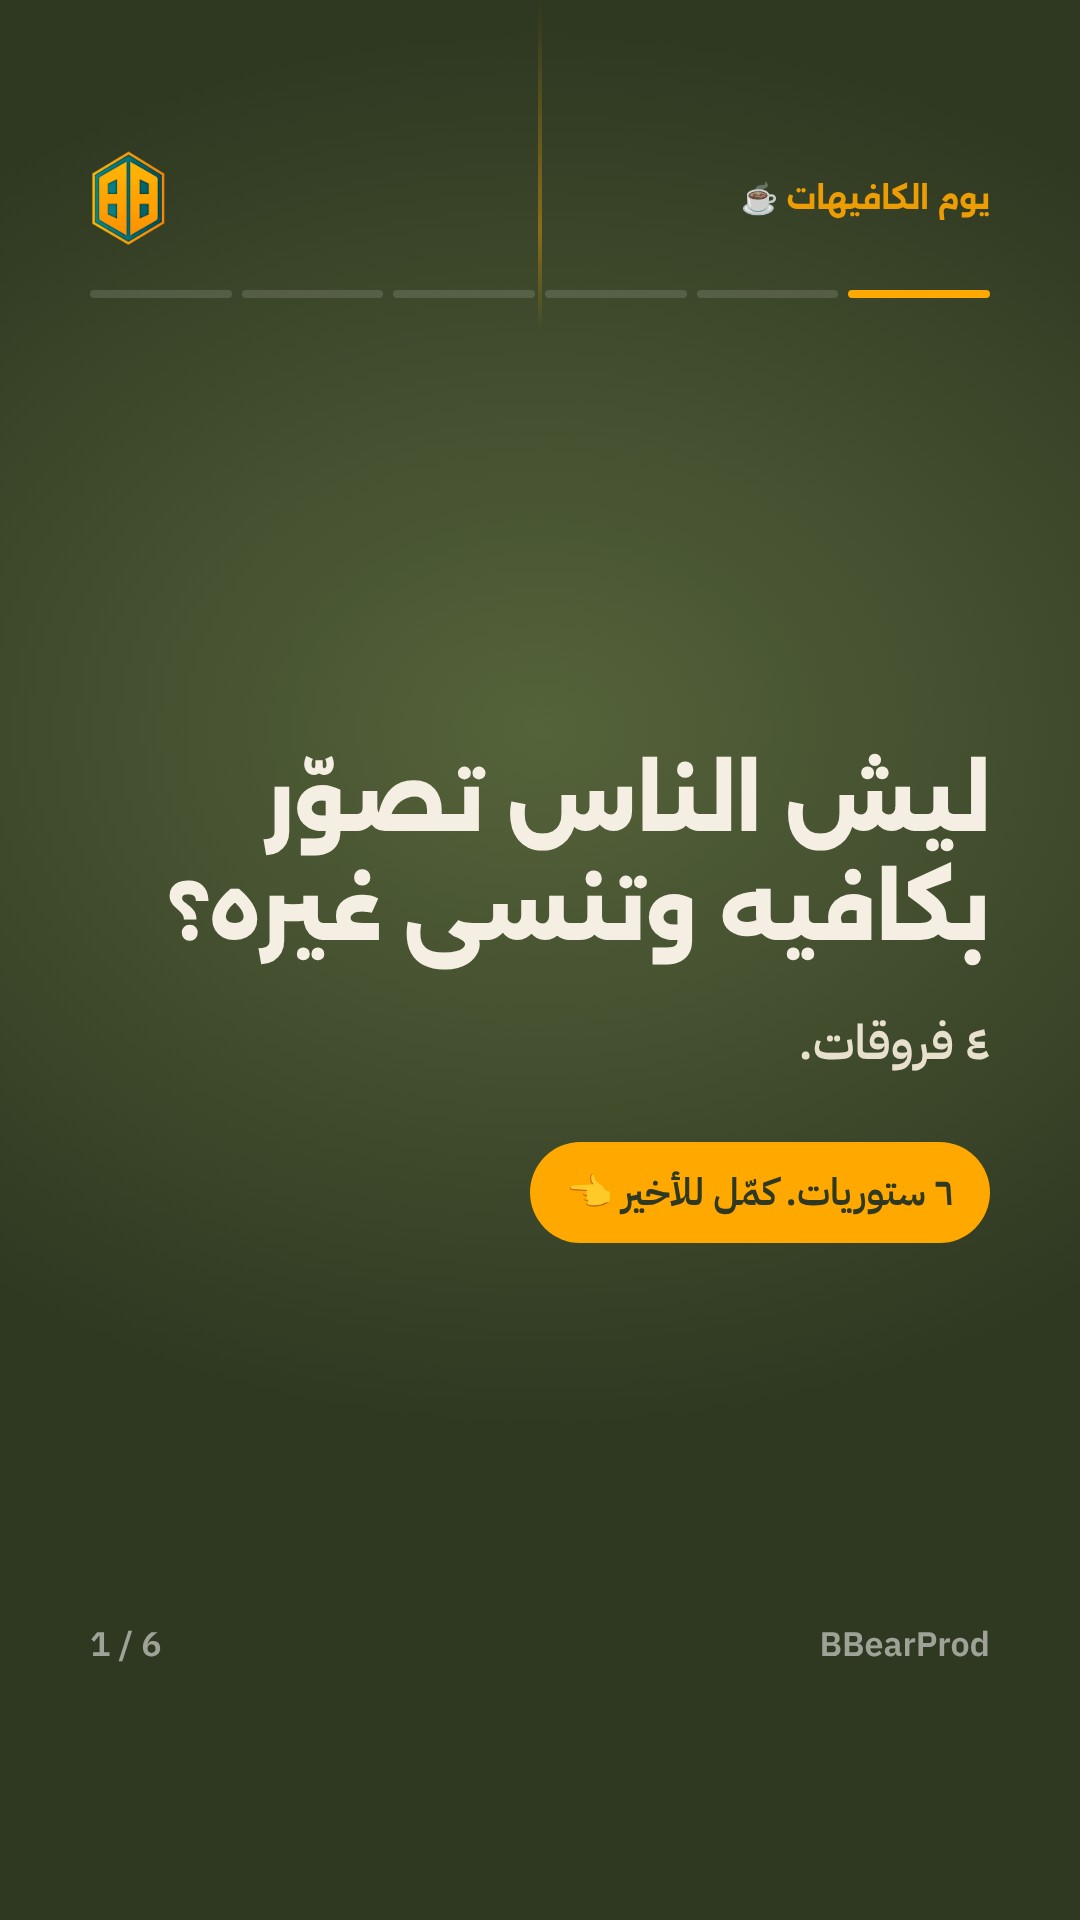 يوم الكافيهات ☕
ليش الناس تصوّر
بكافيه وتنسى غيره؟
٤ فروقات.
٦ ستوريات. كمّل للأخير 👈
BBearProd
1 / 6